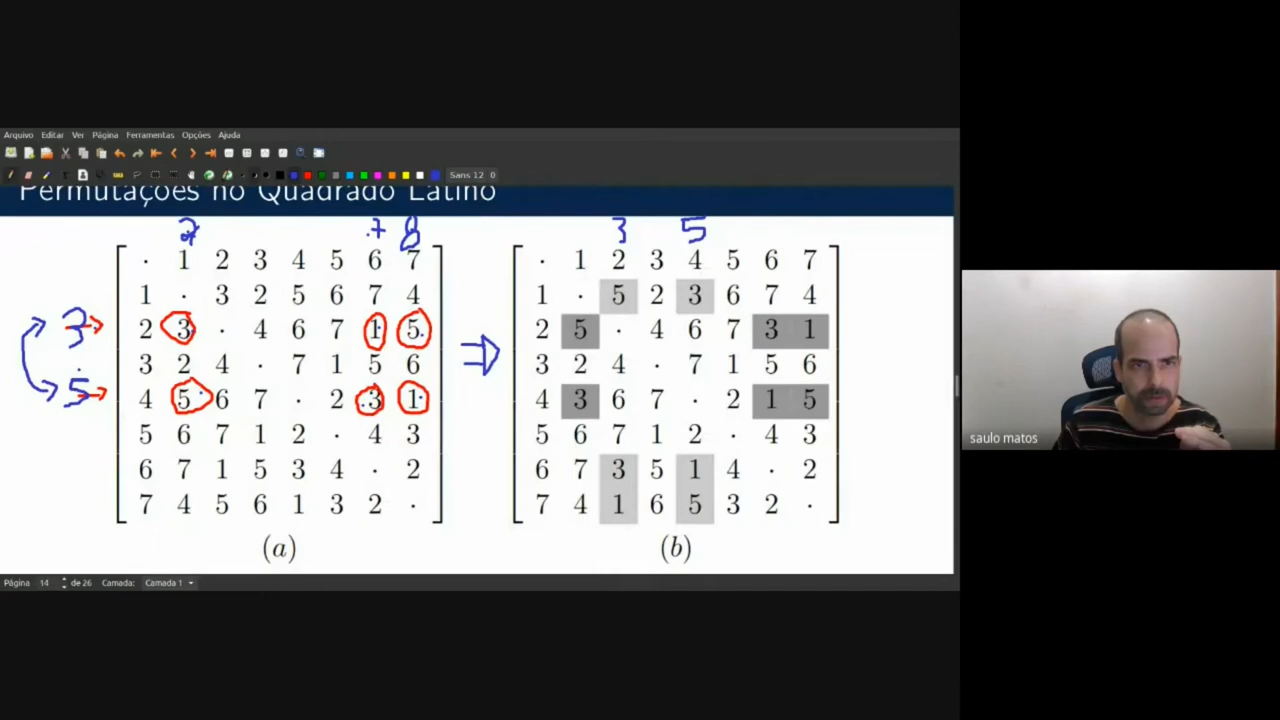 Arquivo Editar Ver Página Ferramentas Opções Ajuda
Sans 12 0
Permutações no Quadrado Latino
2 7 8
3 5
· 1 2 3 4 5 6 7
1 · 3 2 5 6 7 4
3 2 3 · 4 6 7 1 5
3 2 4 · 7 1 5 6
5 4 5 6 7 · 2 3 1
5 6 7 1 2 · 4 3
6 7 1 5 3 4 · 2
7 4 5 6 1 3 2 ·
(a)
⇒
· 1 2 3 4 5 6 7
1 · 5 2 3 6 7 4
2 5 · 4 6 7 3 1
3 2 4 · 7 1 5 6
4 3 6 7 · 2 1 5
5 6 7 1 2 · 4 3
6 7 3 5 1 4 · 2
7 4 1 6 5 3 2 ·
(b)
saulo matos
Página 14 de 26 Camada: Camada 1